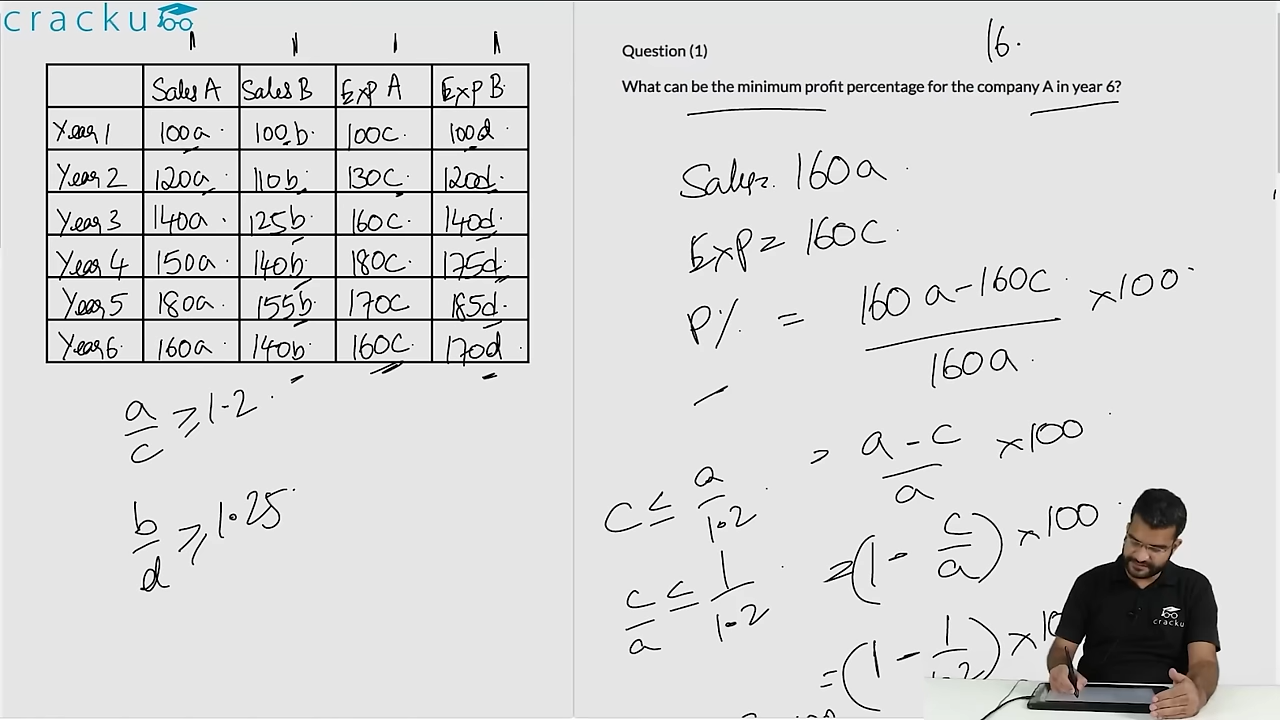 cracku
Sales A Sales B Exp A Exp B
Year 1 100a 100b 100c 100d
Year 2 120a 110b 130c 120d
Year 3 140a 125b 160c 140d
Year 4 150a 140b 180c 175d
Year 5 180a 155b 170c 185d
Year 6 160a 140b 160c 170d
a/c ≥ 1.2
b/d ≥ 1.25
16.
Question (1)
What can be the minimum profit percentage for the company A in year 6?
Sales = 160a
Exp = 160c
P% = (160a - 160c)/160a × 100
= (a - c)/a × 100
c ≤ a/1.2
= (1 - c/a) × 100
c/a ≤ 1/1.2
= (1 - 1/1.2) ×
cracku